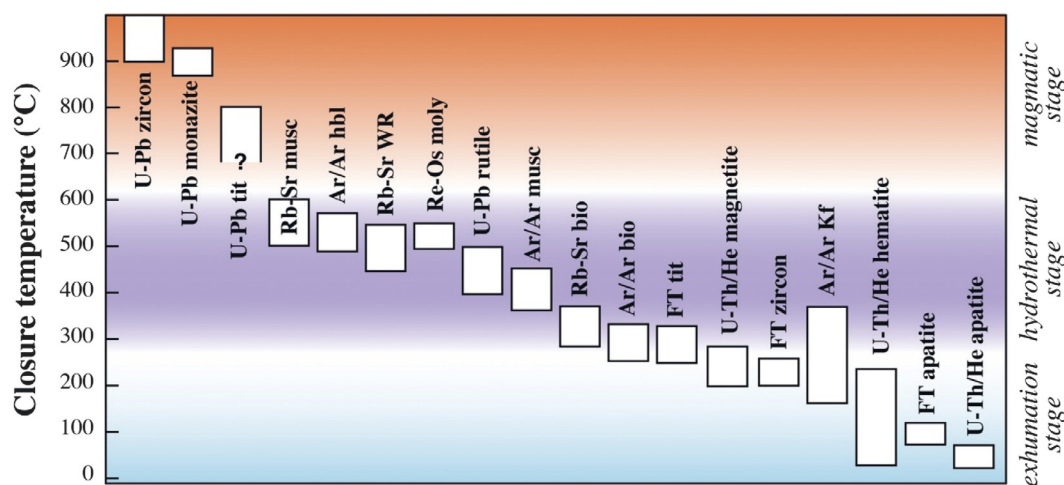 Closure temperature (°C)
900
800
700
600
500
400
300
200
100
0
U-Pb zircon
U-Pb monazite
U-Pb tit
?
Rb-Sr musc
Ar/Ar hbl
Rb-Sr WR
Re-Os moly
U-Pb rutile
Ar/Ar musc
Rb-Sr bio
Ar/Ar bio
FT tit
U-Th/He magnetite
FT zircon
Ar/Ar Kf
U-Th/He hematite
FT apatite
U-Th/He apatite
magmatic
stage
hydrothermal
stage
exhumation
stage